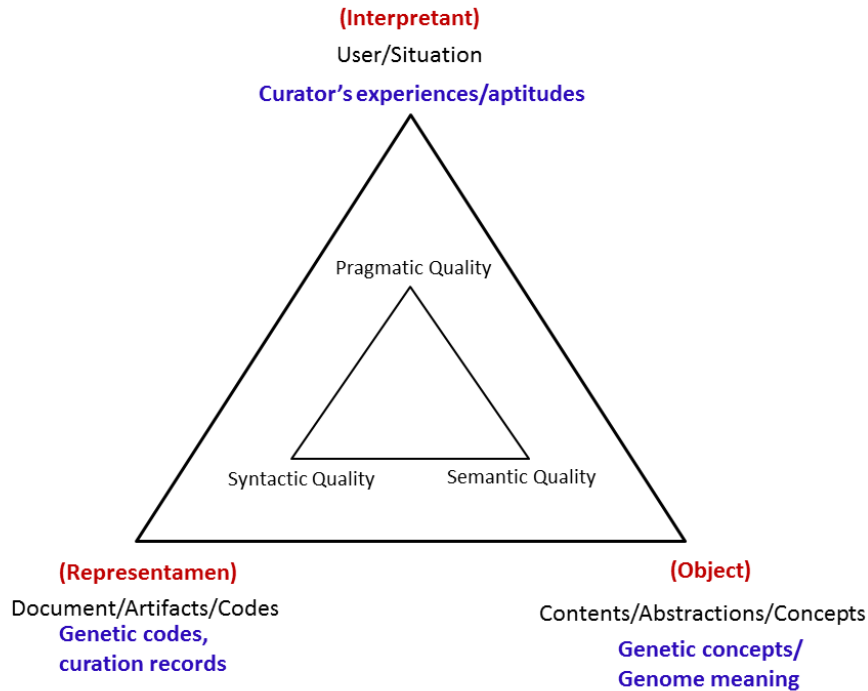 (Interpretant)
User/Situation
Curator's experiences/aptitudes
Pragmatic Quality
Syntactic Quality
Semantic Quality
(Representamen)
Document/Artifacts/Codes
Genetic codes,
curation records
(Object)
Contents/Abstractions/Concepts
Genetic concepts/
Genome meaning